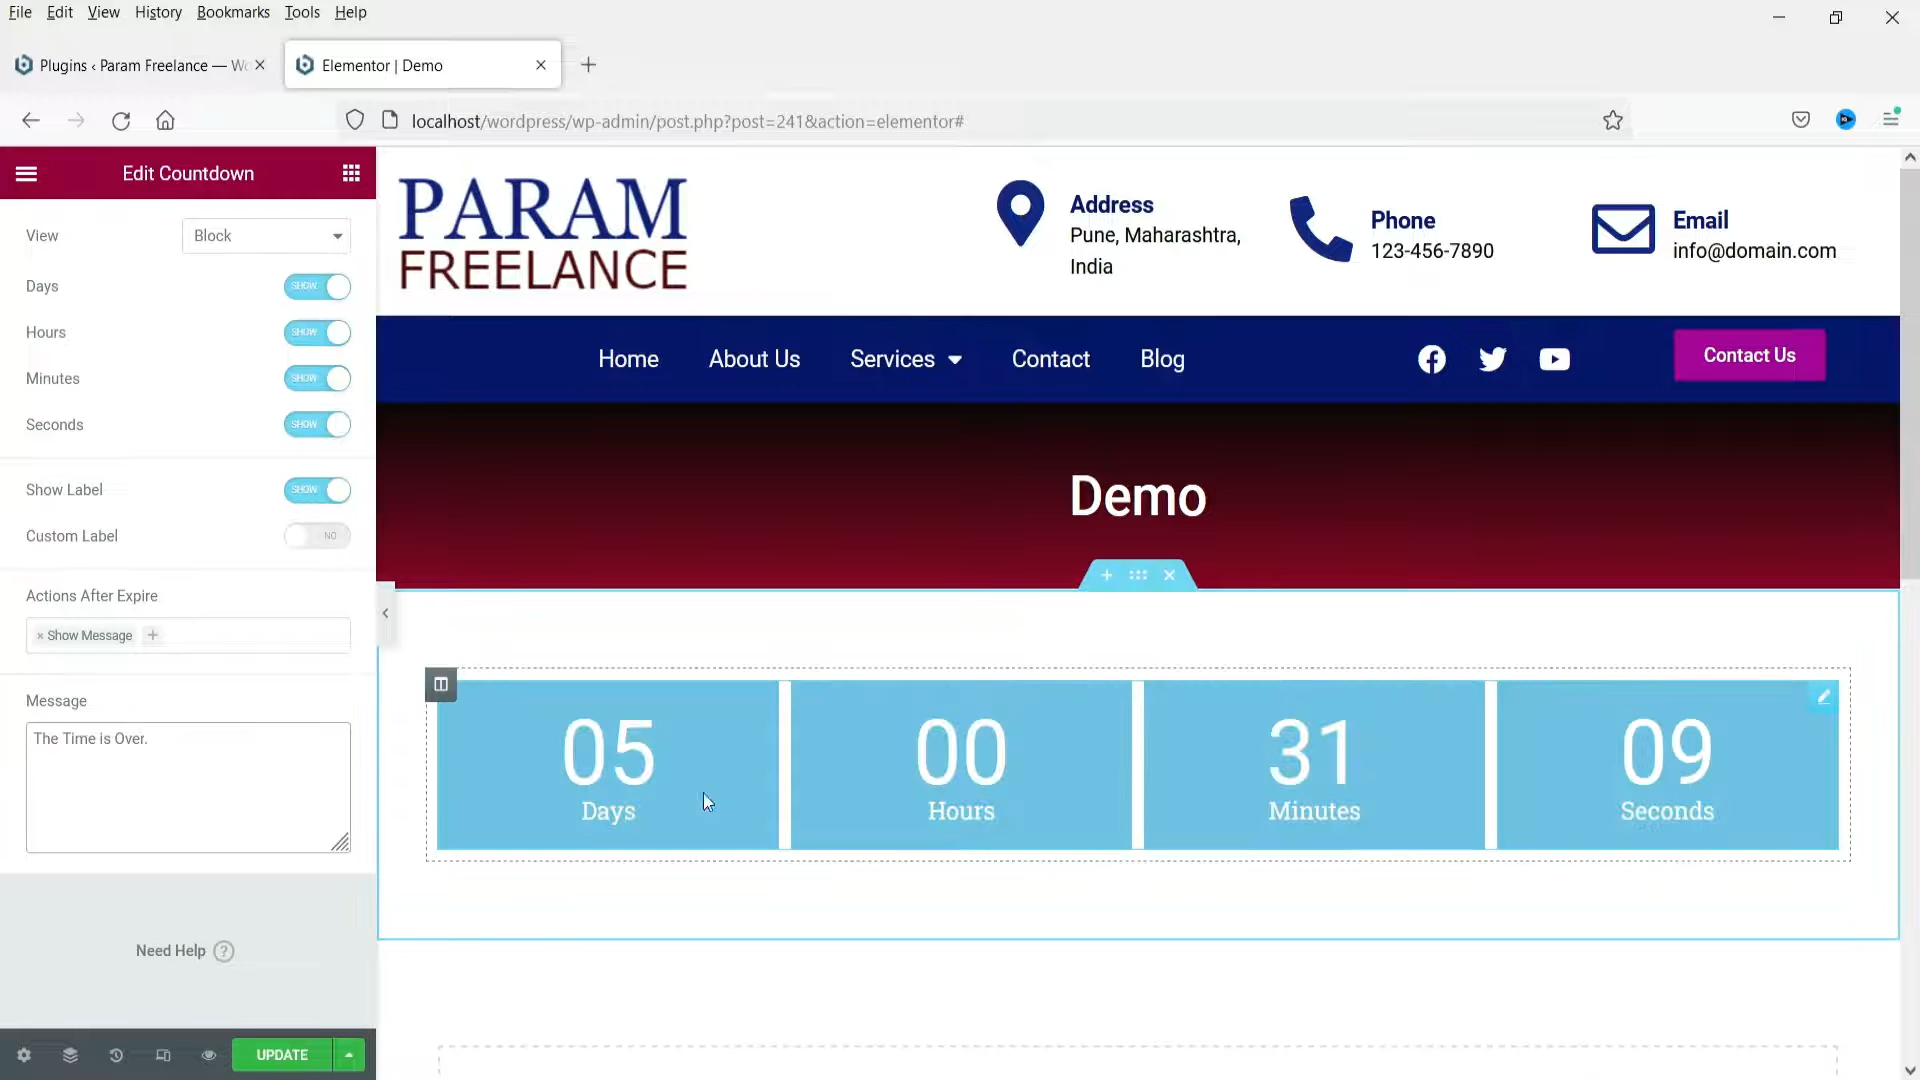 File Edit View History Bookmarks Tools Help
Plugins ‹ Param Freelance — Wo
Elementor | Demo
localhost/wordpress/wp-admin/post.php?post=241&action=elementor#
Edit Countdown
View
Block
Days
SHOW
Hours
SHOW
Minutes
SHOW
Seconds
SHOW
Show Label
SHOW
Custom Label
NO
Actions After Expire
× Show Message +
Message
The Time is Over.
Need Help ?
UPDATE
PARAM
FREELANCE
Address
Pune, Maharashtra,
India
Phone
123-456-7890
Email
info@domain.com
Home About Us Services Contact Blog
Contact Us
Demo
05
Days
00
Hours
31
Minutes
09
Seconds